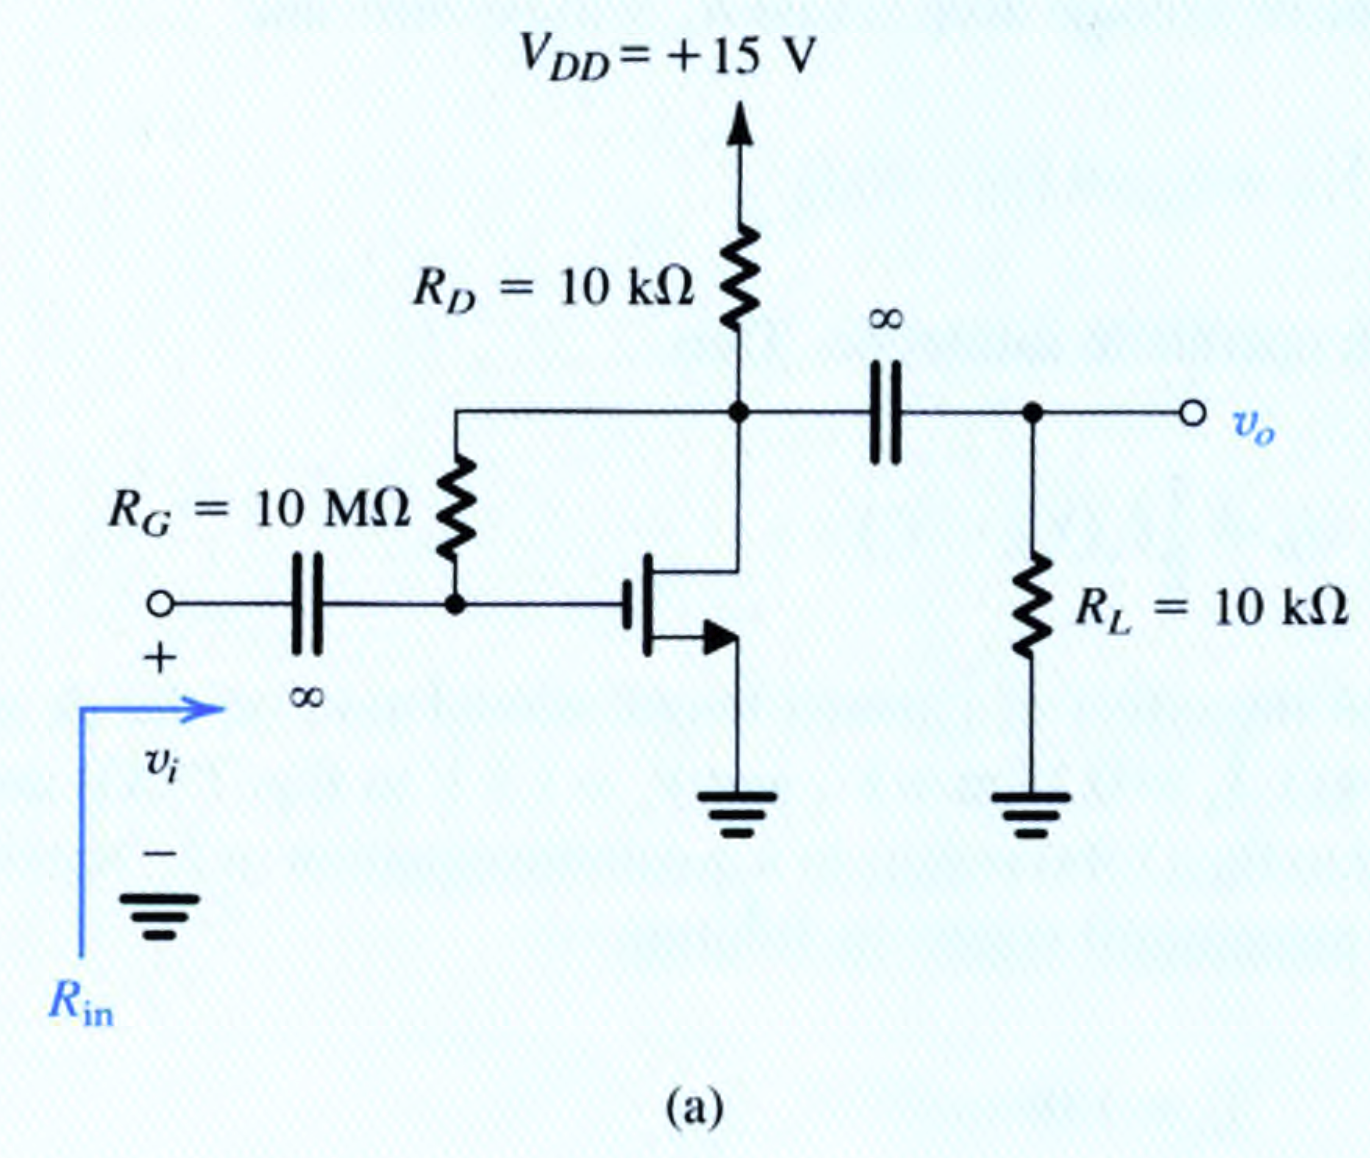 V_DD = +15 V
R_D = 10 kΩ
∞
v_o
R_G = 10 MΩ
R_L = 10 kΩ
+
∞
v_i
−
R_in
(a)